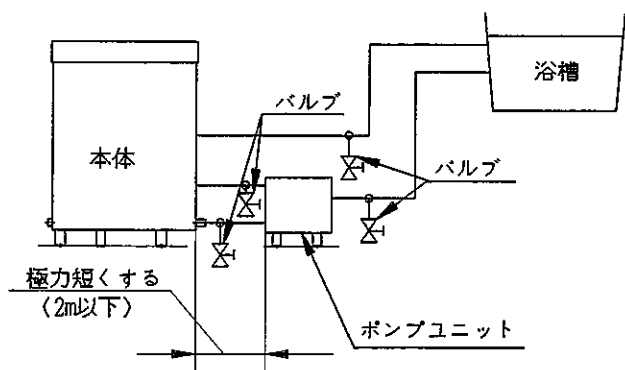 浴槽
バルブ
本体
バルブ
極力短くする
(2m以下)
ポンプユニット